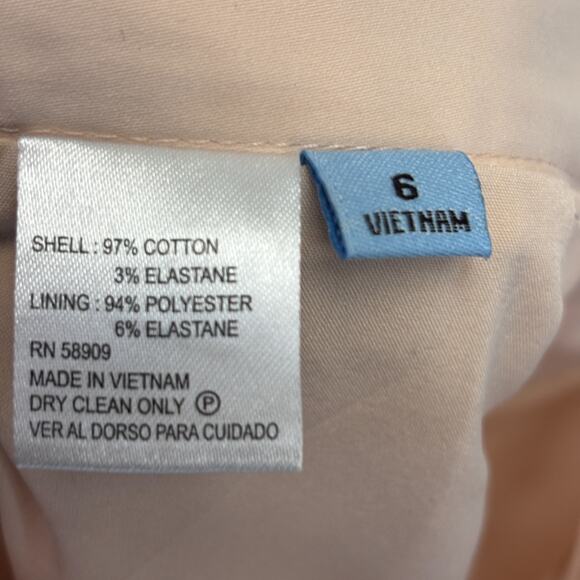 SHELL : 97% COTTON
3% ELASTANE
LINING : 94% POLYESTER
6% ELASTANE
RN 58909
MADE IN VIETNAM
DRY CLEAN ONLY Ⓟ
VER AL DORSO PARA CUIDADO
6
VIETNAM